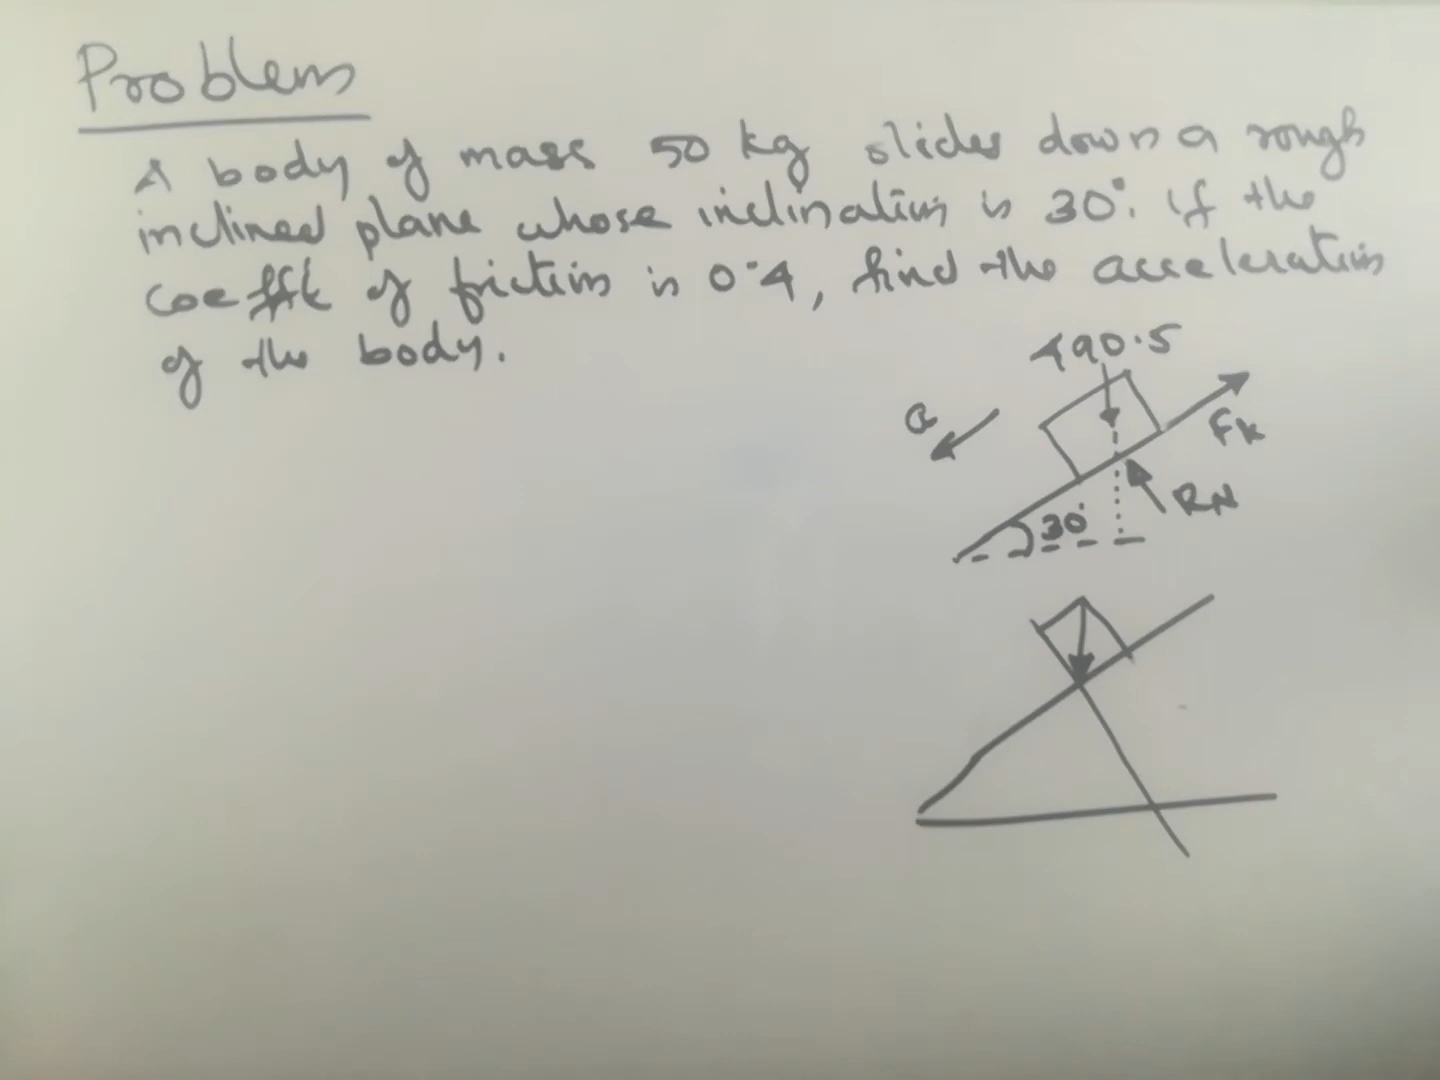 Problem
A body of mass 50 kg slides down a rough
inclined plane whose inclination is 30°. If the
coefft of friction is 0.4, find the acceleration
of the body.
490.5
a
Fk
RN
30°